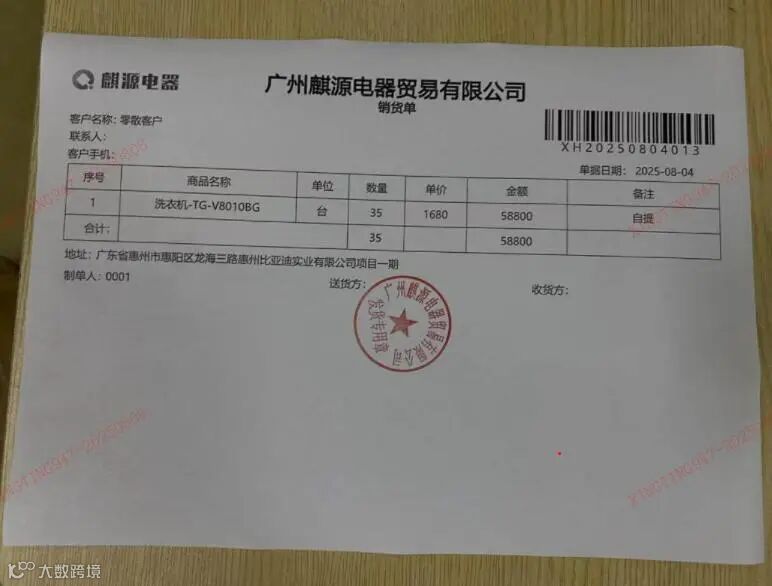 麒源电器
广州麒源电器贸易有限公司
销货单
客户名称：零散客户
联系人：
客户手机：
XH20250804013
单据日期： 2025-08-04
序号 商品名称 单位 数量 单价 金额 备注
1 洗衣机-TG-V8010BG 台 35 1680 58800 自提
合计： 35 58800
地址：广东省惠州市惠阳区龙海三路惠州比亚迪实业有限公司项目一期
制单人：0001 送货方： 收货方：
广州麒源电器贸易有限公司
发货专用章
XINGTING947-20250808
大数跨境